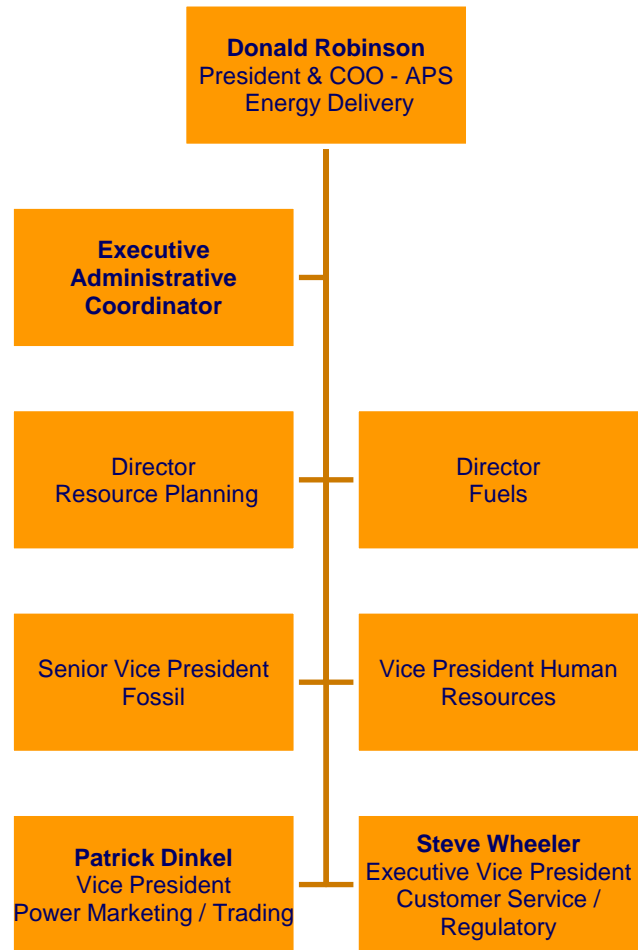 Donald Robinson
President & COO - APS
Energy Delivery
Executive
Administrative
Coordinator
Director
Resource Planning
Director
Fuels
Senior Vice President
Fossil
Vice President Human
Resources
Patrick Dinkel
Vice President
Power Marketing / Trading
Steve Wheeler
Executive Vice President
Customer Service /
Regulatory